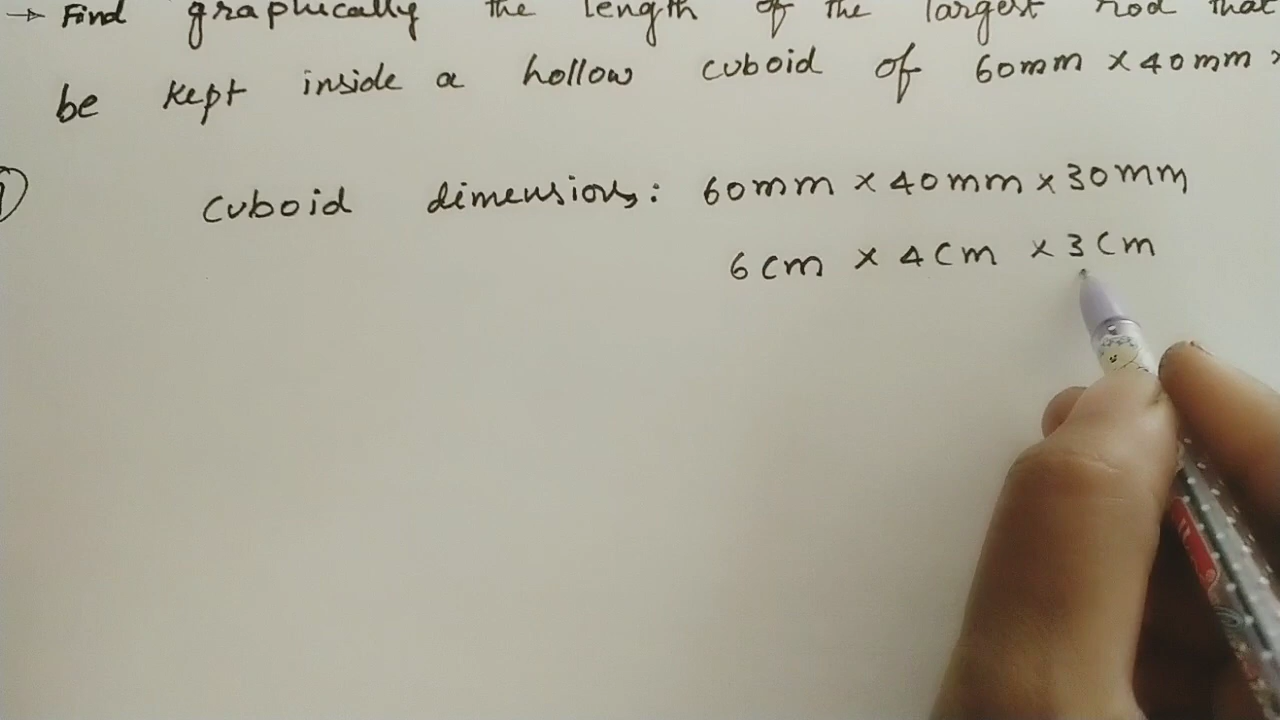 → Find graphically the length of the largest rod that
be kept inside a hollow cuboid of 60mm × 40mm ×
cuboid dimensions: 60mm × 40mm × 30mm
6cm × 4cm × 3cm